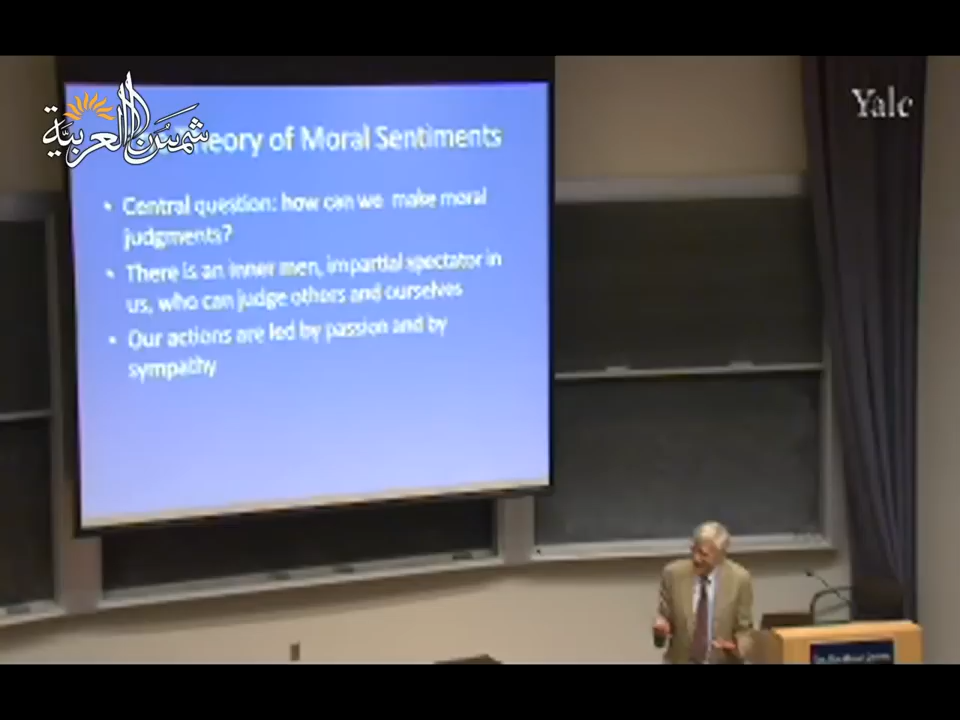 شمس العربية
Yale
Theory of Moral Sentiments
• Central question: how can we make moral
judgments?
• There is an inner men, impartial spectator in
us, who can judge others and ourselves
• Our actions are led by passion and by
sympathy